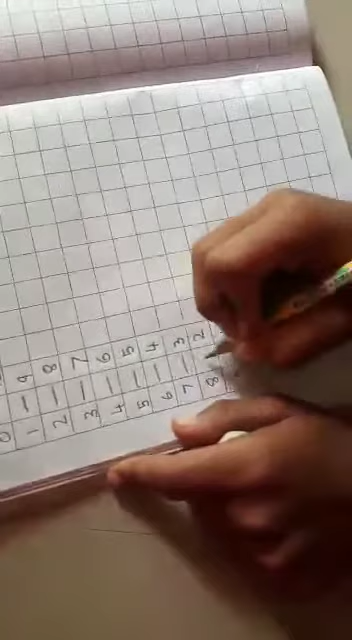 0
1 - 9
2 - 8
3 - 7
4 - 6
5 - 5
6 - 4
7 - 3
8 - 2